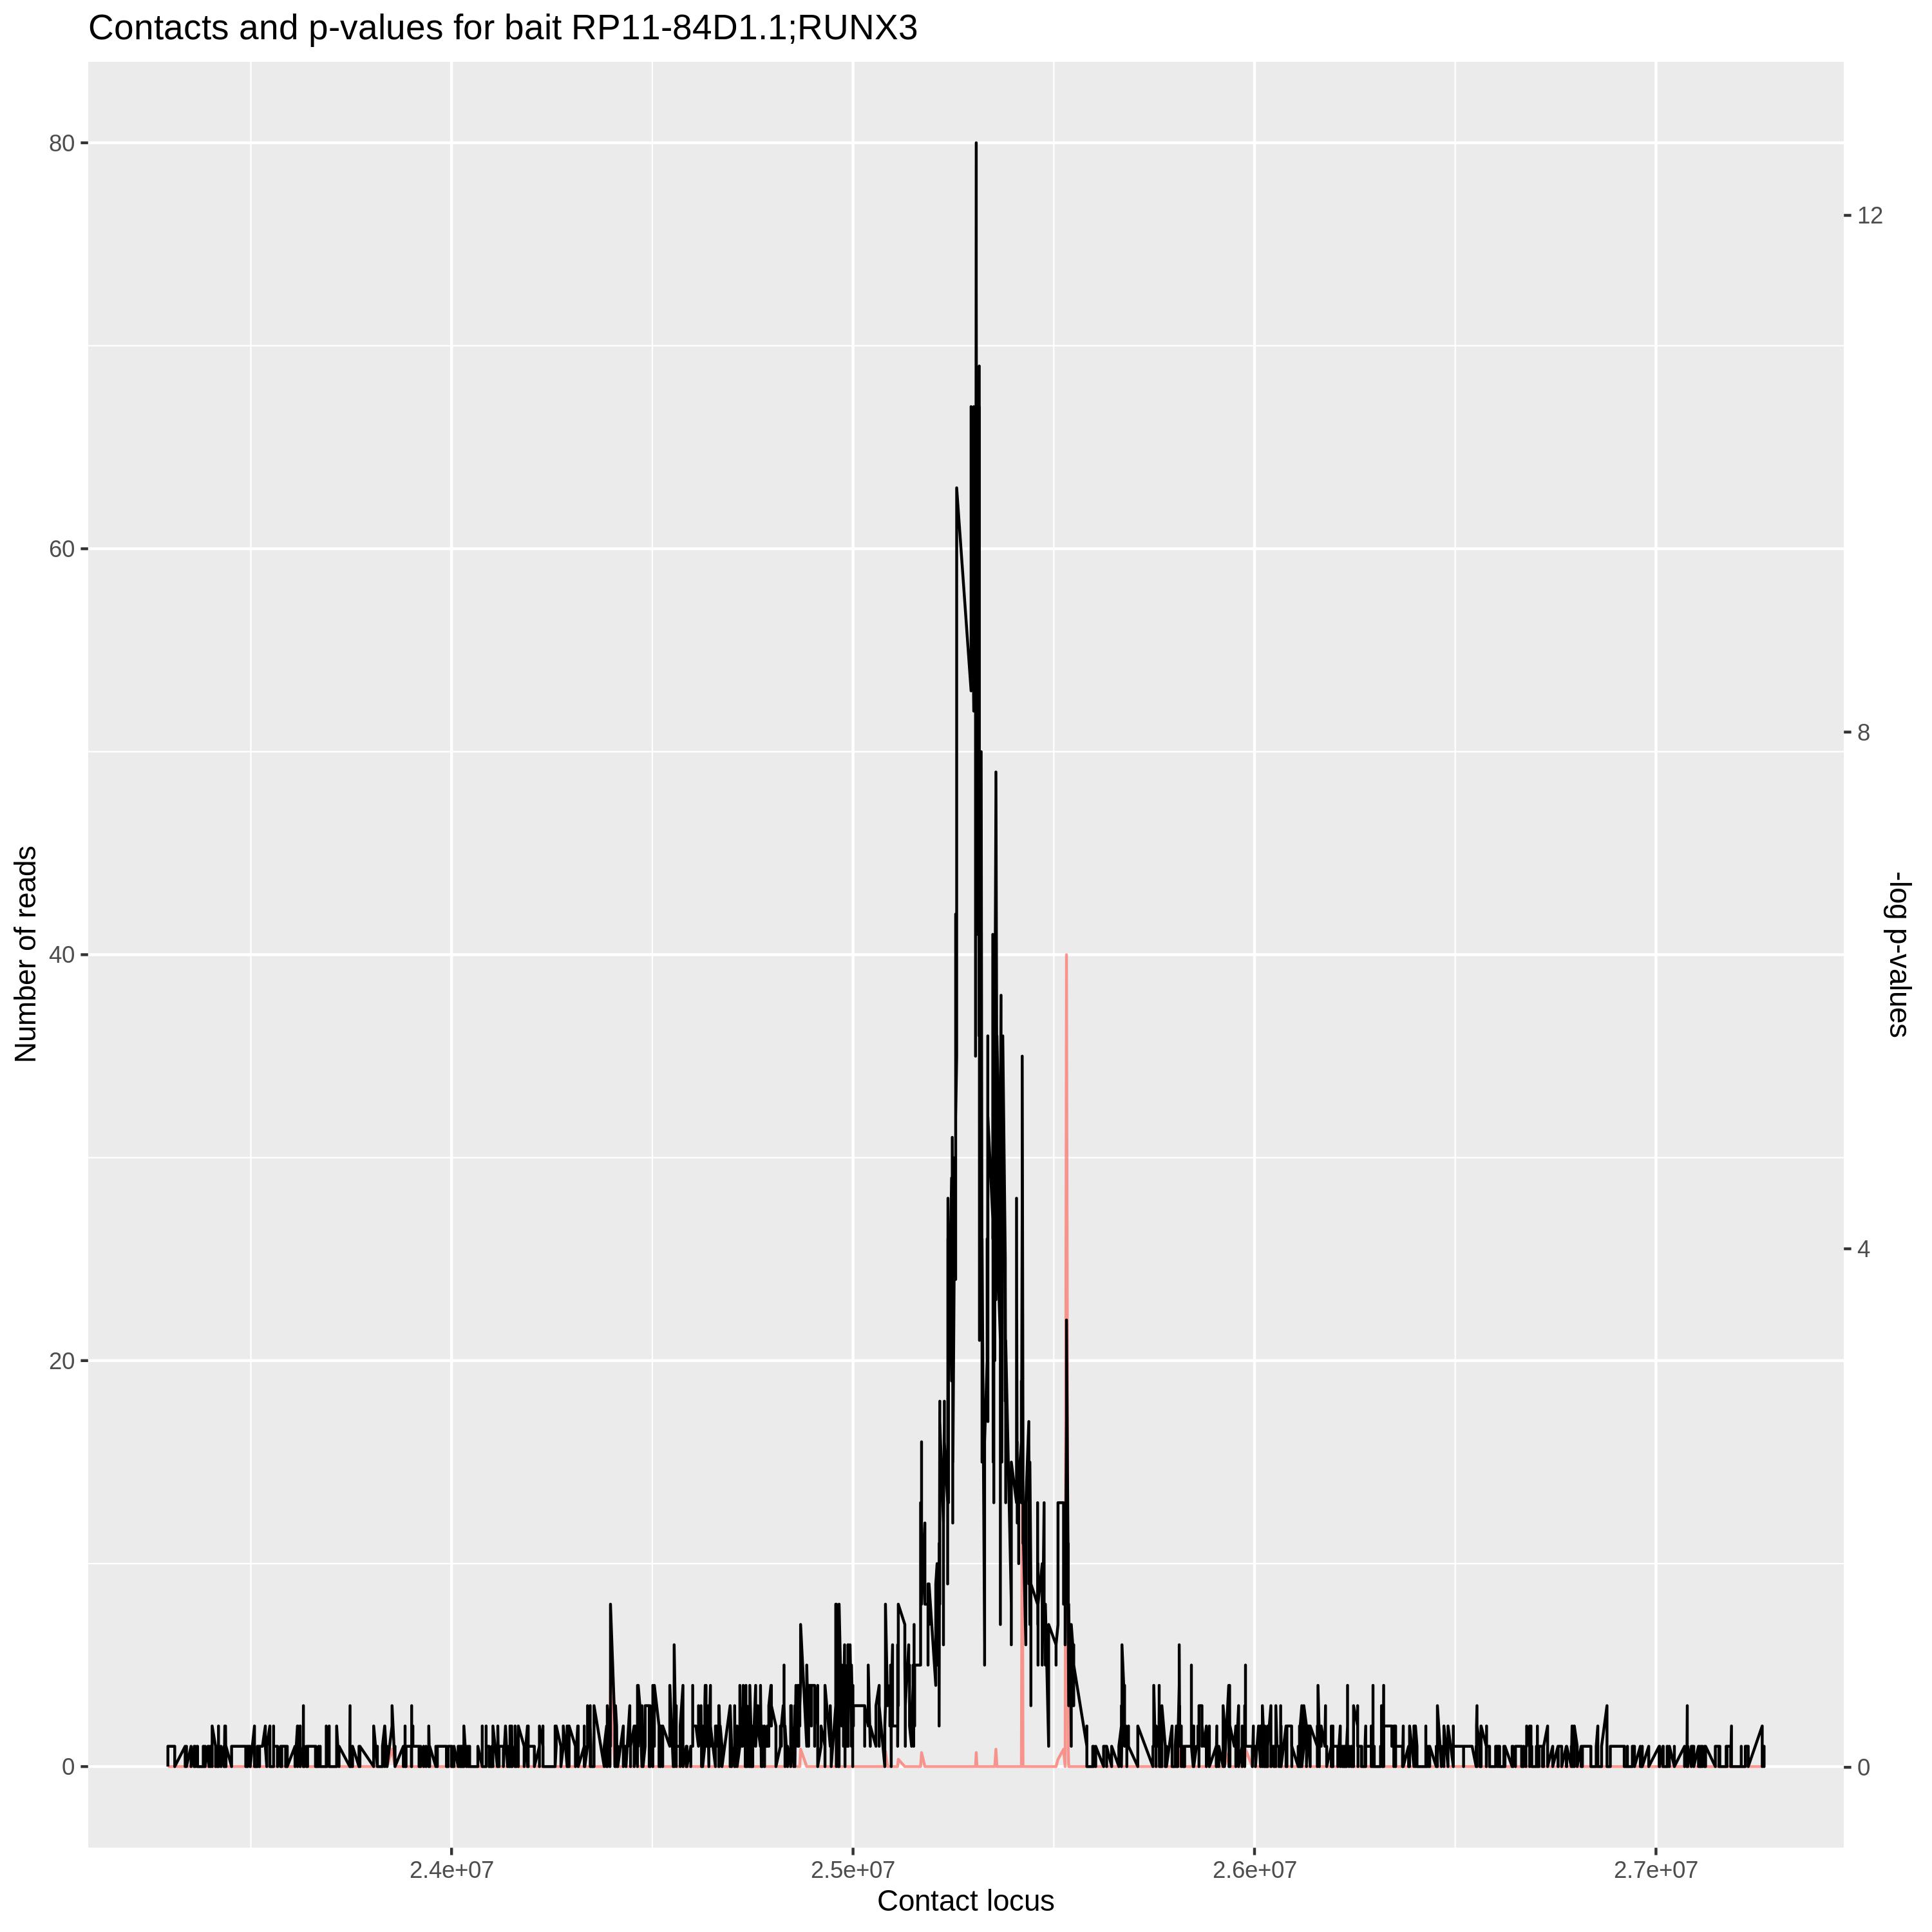 Contacts and p-values for bait RP11-84D1.1;RUNX3
80
60
40
20
0
12
8
4
0
Number of reads
-log p-values
2.4e+07 2.5e+07 2.6e+07 2.7e+07
Contact locus